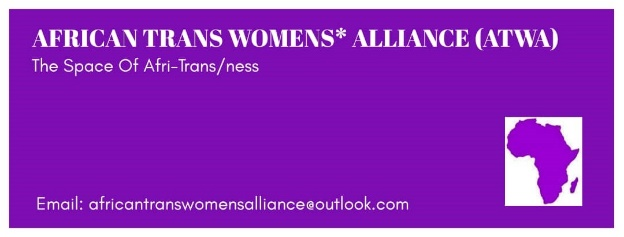 AFRICAN TRANS WOMENS* ALLIANCE (ATWA)
The Space Of Afri-Trans/ness
Email: africantranswomensalliance@outlook.com